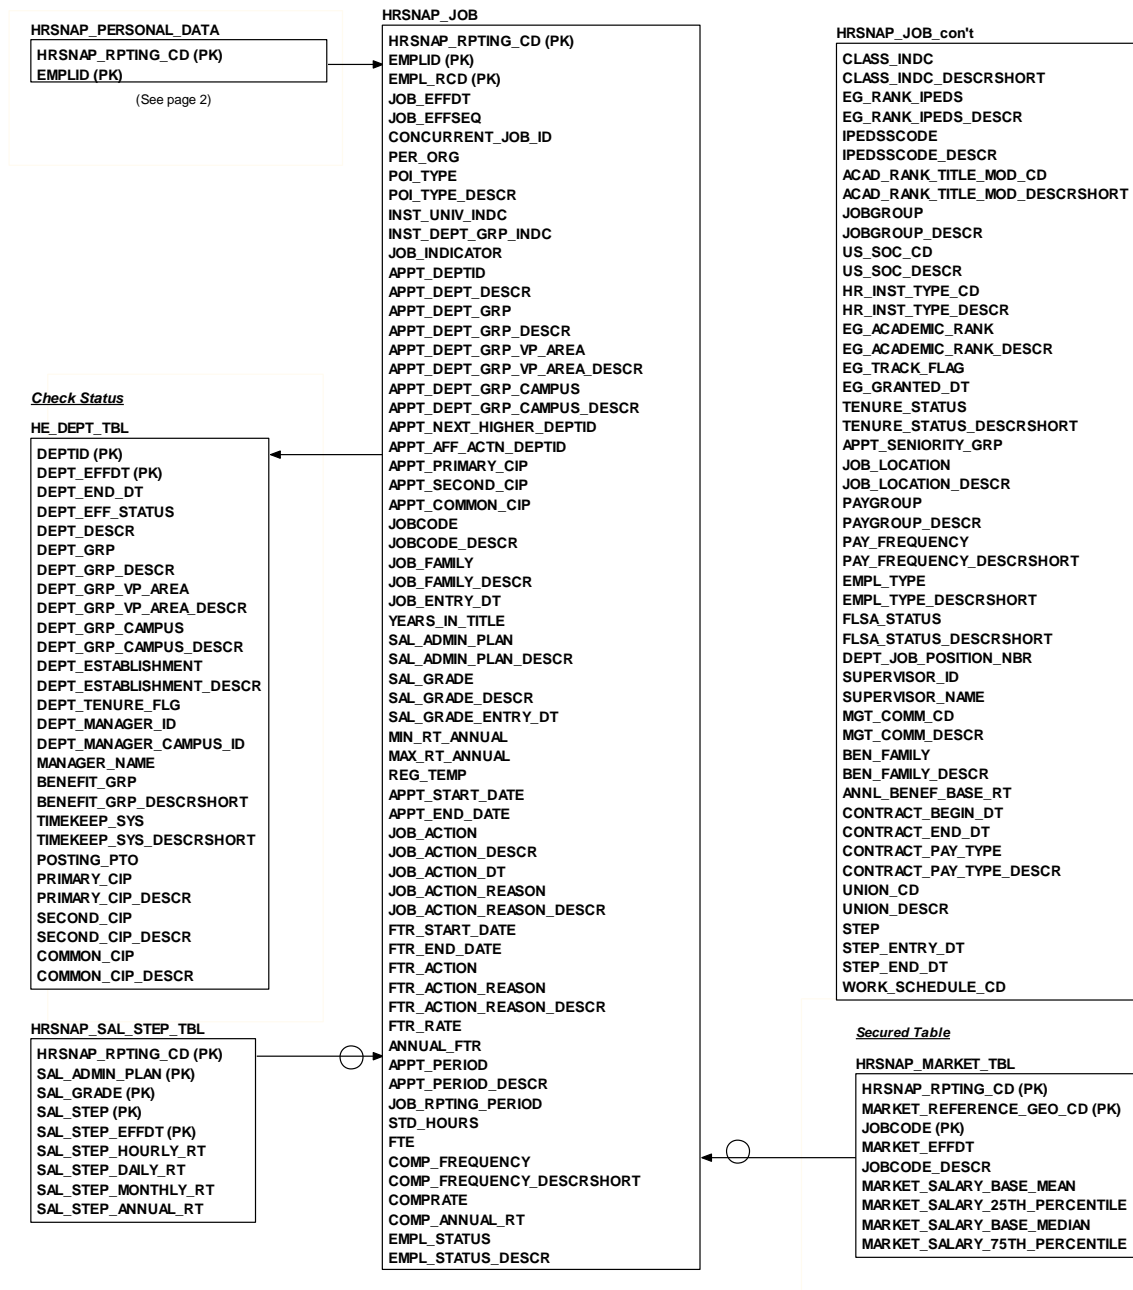 HRSNAP_PERSONAL_DATA
HRSNAP_RPTING_CD (PK)
EMPLID (PK)
(See page 2)
Check Status
HE_DEPT_TBL
DEPTID (PK)
DEPT_EFFDT (PK)
DEPT_END_DT
DEPT_EFF_STATUS
DEPT_DESCR
DEPT_GRP
DEPT_GRP_DESCR
DEPT_GRP_VP_AREA
DEPT_GRP_VP_AREA_DESCR
DEPT_GRP_CAMPUS
DEPT_GRP_CAMPUS_DESCR
DEPT_ESTABLISHMENT
DEPT_ESTABLISHMENT_DESCR
DEPT_TENURE_FLG
DEPT_MANAGER_ID
DEPT_MANAGER_CAMPUS_ID
MANAGER_NAME
BENEFIT_GRP
BENEFIT_GRP_DESCRSHORT
TIMEKEEP_SYS
TIMEKEEP_SYS_DESCRSHORT
POSTING_PTO
PRIMARY_CIP
PRIMARY_CIP_DESCR
SECOND_CIP
SECOND_CIP_DESCR
COMMON_CIP
COMMON_CIP_DESCR
HRSNAP_SAL_STEP_TBL
HRSNAP_RPTING_CD (PK)
SAL_ADMIN_PLAN (PK)
SAL_GRADE (PK)
SAL_STEP (PK)
SAL_STEP_EFFDT (PK)
SAL_STEP_HOURLY_RT
SAL_STEP_DAILY_RT
SAL_STEP_MONTHLY_RT
SAL_STEP_ANNUAL_RT
HRSNAP_JOB
HRSNAP_RPTING_CD (PK)
EMPLID (PK)
EMPL_RCD (PK)
JOB_EFFDT
JOB_EFFSEQ
CONCURRENT_JOB_ID
PER_ORG
POI_TYPE
POI_TYPE_DESCR
INST_UNIV_INDC
INST_DEPT_GRP_INDC
JOB_INDICATOR
APPT_DEPTID
APPT_DEPT_DESCR
APPT_DEPT_GRP
APPT_DEPT_GRP_DESCR
APPT_DEPT_GRP_VP_AREA
APPT_DEPT_GRP_VP_AREA_DESCR
APPT_DEPT_GRP_CAMPUS
APPT_DEPT_GRP_CAMPUS_DESCR
APPT_NEXT_HIGHER_DEPTID
APPT_AFF_ACTN_DEPTID
APPT_PRIMARY_CIP
APPT_SECOND_CIP
APPT_COMMON_CIP
JOBCODE
JOBCODE_DESCR
JOB_FAMILY
JOB_FAMILY_DESCR
JOB_ENTRY_DT
YEARS_IN_TITLE
SAL_ADMIN_PLAN
SAL_ADMIN_PLAN_DESCR
SAL_GRADE
SAL_GRADE_DESCR
SAL_GRADE_ENTRY_DT
MIN_RT_ANNUAL
MAX_RT_ANNUAL
REG_TEMP
APPT_START_DATE
APPT_END_DATE
JOB_ACTION
JOB_ACTION_DESCR
JOB_ACTION_DT
JOB_ACTION_REASON
JOB_ACTION_REASON_DESCR
FTR_START_DATE
FTR_END_DATE
FTR_ACTION
FTR_ACTION_REASON
FTR_ACTION_REASON_DESCR
FTR_RATE
ANNUAL_FTR
APPT_PERIOD
APPT_PERIOD_DESCR
JOB_RPTING_PERIOD
STD_HOURS
FTE
COMP_FREQUENCY
COMP_FREQUENCY_DESCRSHORT
COMPRATE
COMP_ANNUAL_RT
EMPL_STATUS
EMPL_STATUS_DESCR
HRSNAP_JOB_con't
CLASS_INDC
CLASS_INDC_DESCRSHORT
EG_RANK_IPEDS
EG_RANK_IPEDS_DESCR
IPEDSSCODE
IPEDSSCODE_DESCR
ACAD_RANK_TITLE_MOD_CD
ACAD_RANK_TITLE_MOD_DESCRSHORT
JOBGROUP
JOBGROUP_DESCR
US_SOC_CD
US_SOC_DESCR
HR_INST_TYPE_CD
HR_INST_TYPE_DESCR
EG_ACADEMIC_RANK
EG_ACADEMIC_RANK_DESCR
EG_TRACK_FLAG
EG_GRANTED_DT
TENURE_STATUS
TENURE_STATUS_DESCRSHORT
APPT_SENIORITY_GRP
JOB_LOCATION
JOB_LOCATION_DESCR
PAYGROUP
PAYGROUP_DESCR
PAY_FREQUENCY
PAY_FREQUENCY_DESCRSHORT
EMPL_TYPE
EMPL_TYPE_DESCRSHORT
FLSA_STATUS
FLSA_STATUS_DESCRSHORT
DEPT_JOB_POSITION_NBR
SUPERVISOR_ID
SUPERVISOR_NAME
MGT_COMM_CD
MGT_COMM_DESCR
BEN_FAMILY
BEN_FAMILY_DESCR
ANNL_BENEF_BASE_RT
CONTRACT_BEGIN_DT
CONTRACT_END_DT
CONTRACT_PAY_TYPE
CONTRACT_PAY_TYPE_DESCR
UNION_CD
UNION_DESCR
STEP
STEP_ENTRY_DT
STEP_END_DT
WORK_SCHEDULE_CD
Secured Table
HRSNAP_MARKET_TBL
HRSNAP_RPTING_CD (PK)
MARKET_REFERENCE_GEO_CD (PK)
JOBCODE (PK)
MARKET_EFFDT
JOBCODE_DESCR
MARKET_SALARY_BASE_MEAN
MARKET_SALARY_25TH_PERCENTILE
MARKET_SALARY_BASE_MEDIAN
MARKET_SALARY_75TH_PERCENTILE